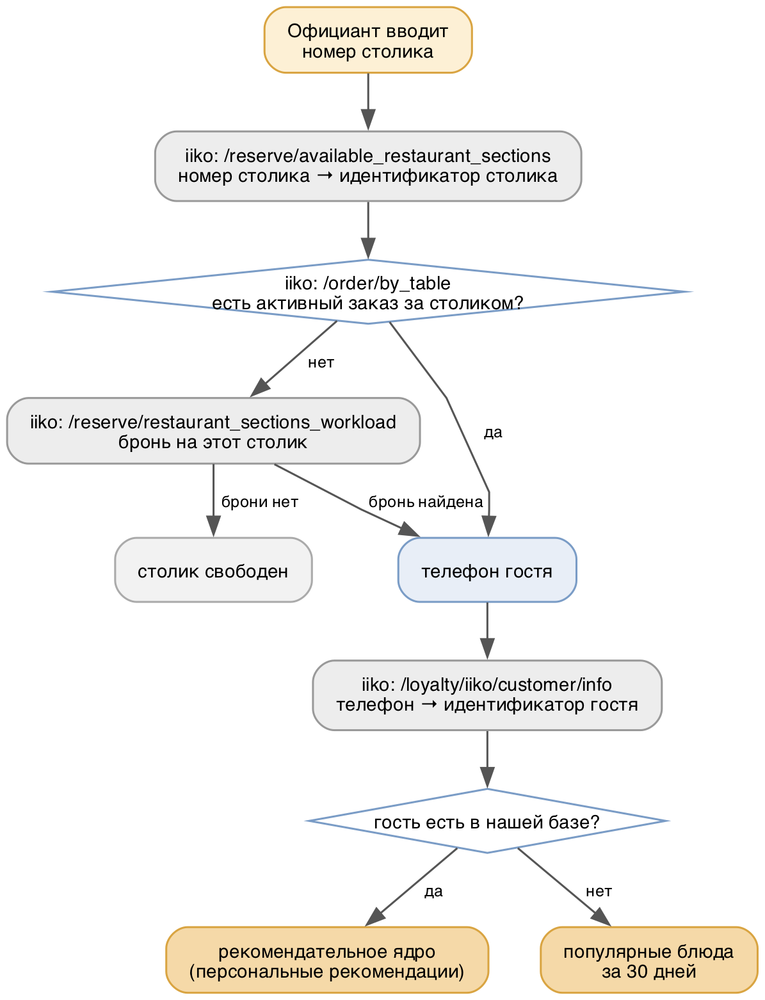 Официант вводит
номер столика
iiko: /reserve/available_restaurant_sections
номер столика → идентификатор столика
iiko: /order/by_table
есть активный заказ за столиком?
нет
iiko: /reserve/restaurant_sections_workload
бронь на этот столик
да
брони нет
бронь найдена
столик свободен
телефон гостя
iiko: /loyalty/iiko/customer/info
телефон → идентификатор гостя
гость есть в нашей базе?
да
нет
рекомендательное ядро
(персональные рекомендации)
популярные блюда
за 30 дней